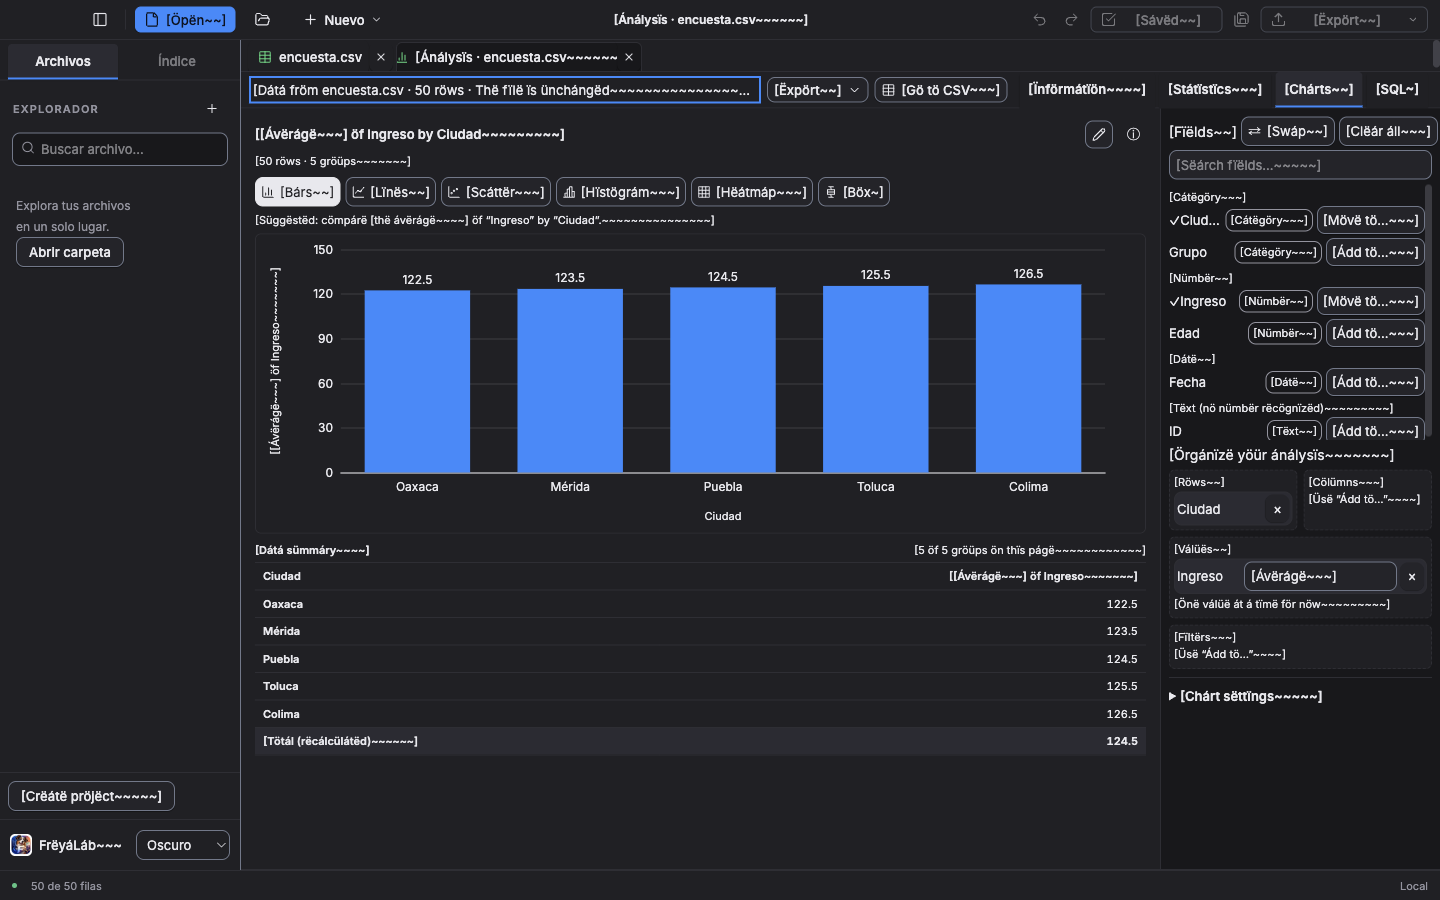 [Öpën~~]
Nuevo
[Ánálysïs · encuesta.csv~~~~~~]
[Sávëd~~]
[Ëxpört~~]
Archivos
Índice
encuesta.csv
[Ánálysïs · encuesta.csv~~~~~~
EXPLORADOR
Buscar archivo...
Explora tus archivos
en un solo lugar.
Abrir carpeta
[Crëátë pröjëct~~~~~]
FrëyáLáb~~~
Oscuro
[Dátá fröm encuesta.csv · 50 röws · Thë fïlë ïs ünchángëd~~~~~~~~~~~~~~~...
[Ëxpört~~]
[Gö tö CSV~~~]
[Ïnförmátïön~~~~]
[Státïstïcs~~~]
[Chárts~~]
[SQL~]
[[Ávërágë~~~] öf Ingreso by Ciudad~~~~~~~~~]
[50 röws · 5 gröüps~~~~~~~]
[Bárs~~]
[Lïnës~~]
[Scáttër~~~]
[Hïstögrám~~~]
[Hëátmáp~~~]
[Böx~]
[Süggëstëd: cömpárë [thë ávërágë~~~~] öf “Ingreso” by “Ciudad”.~~~~~~~~~~~~~~~]
[[Ávërágë~~~] öf Ingreso~~~~~~~]
150
120
90
60
30
0
122.5
123.5
124.5
125.5
126.5
Oaxaca
Mérida
Puebla
Toluca
Colima
Ciudad
[Dátá sümmáry~~~~]
[5 öf 5 gröüps ön thïs págë~~~~~~~~~~~~]
Ciudad
[[Ávërágë~~~] öf Ingreso~~~~~~~]
Oaxaca 122.5
Mérida 123.5
Puebla 124.5
Toluca 125.5
Colima 126.5
[Tötál (rëcálcülátëd)~~~~~~] 124.5
[Fïëlds~~]
[Swáp~~]
[Clëár áll~~~]
[Sëárch fïëlds...~~~~~]
[Cátëgöry~~~]
✓Ciud... [Cátëgöry~~~] [Mövë tö...~~~]
Grupo [Cátëgöry~~~] [Ádd tö...~~~]
[Nümbër~~]
✓Ingreso [Nümbër~~] [Mövë tö...~~~]
Edad [Nümbër~~] [Ádd tö...~~~]
[Dátë~~]
Fecha [Dátë~~] [Ádd tö...~~~]
[Tëxt (nö nümbër rëcögnïzëd)~~~~~~~~~]
ID [Tëxt~~] [Ádd tö...~~~]
[Örgánïzë yöür ánálysïs~~~~~~~]
[Röws~~]
Ciudad ×
[Cölümns~~~]
[Üsë “Ádd tö...”~~~~]
[Válüës~~]
Ingreso [Ávërágë~~~] ×
[Önë válüë át á tïmë för nöw~~~~~~~~~]
[Fïltërs~~~]
[Üsë “Ádd tö...”~~~~]
[Chárt sëttïngs~~~~~]
50 de 50 filas
Local